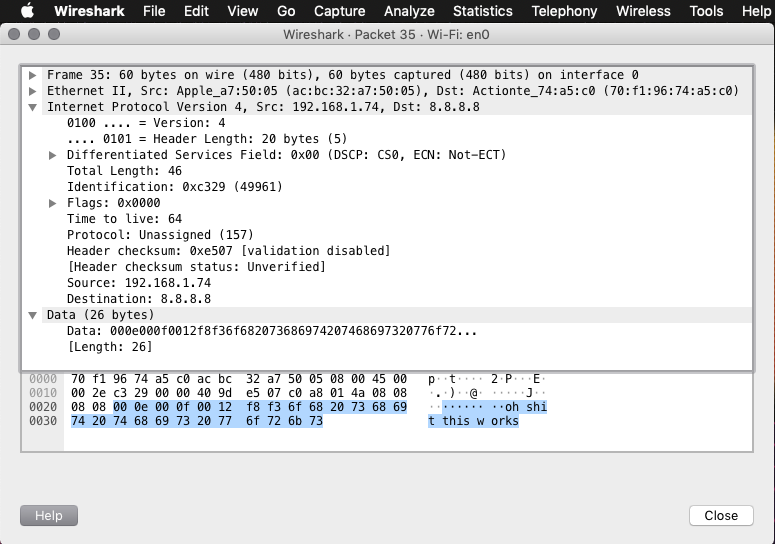 Wireshark File Edit View Go Capture Analyze Statistics Telephony Wireless Tools Help
Wireshark · Packet 35 · Wi-Fi: en0
Frame 35: 60 bytes on wire (480 bits), 60 bytes captured (480 bits) on interface 0
Ethernet II, Src: Apple_a7:50:05 (ac:bc:32:a7:50:05), Dst: Actionte_74:a5:c0 (70:f1:96:74:a5:c0)
Internet Protocol Version 4, Src: 192.168.1.74, Dst: 8.8.8.8
0100 .... = Version: 4
.... 0101 = Header Length: 20 bytes (5)
Differentiated Services Field: 0x00 (DSCP: CS0, ECN: Not-ECT)
Total Length: 46
Identification: 0xc329 (49961)
Flags: 0x0000
Time to live: 64
Protocol: Unassigned (157)
Header checksum: 0xe507 [validation disabled]
[Header checksum status: Unverified]
Source: 192.168.1.74
Destination: 8.8.8.8
Data (26 bytes)
Data: 000e000f0012f8f36f682073686974207468697320776f72...
[Length: 26]
0000 70 f1 96 74 a5 c0 ac bc 32 a7 50 05 08 00 45 00 p··t···· 2·P···E·
0010 00 2e c3 29 00 00 40 9d e5 07 c0 a8 01 4a 08 08 ·.·)··@· ·····J··
0020 08 08 00 0e 00 0f 00 12 f8 f3 6f 68 20 73 68 69 ········ ··oh shi
0030 74 20 74 68 69 73 20 77 6f 72 6b 73 t this w orks
Help Close